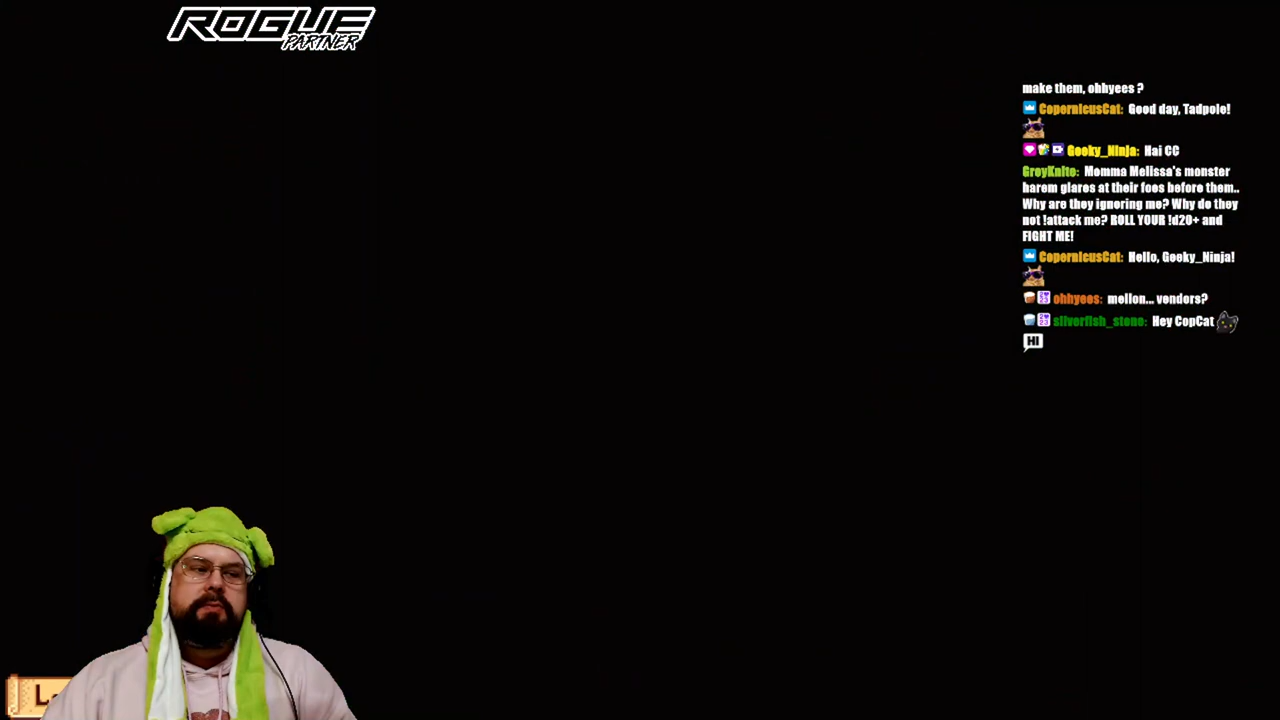 ROGUE
PARTNER
make them, ohhyees ?
CopernicusCat: Good day, Tadpole!
Geeky_Ninja: Hai CC
GreyKnito: Momma Melissa's monster
harem glares at their foes before them..
Why are they ignoring me? Why do they
not !attack me? ROLL YOUR !d20+ and
FIGHT ME!
CopernicusCat: Hello, Geeky_Ninja!
ohhyees: mellon... vendors?
silverfish_stone: Hey CopCat
HI